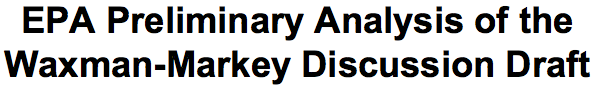 EPA Preliminary Analysis of the
Waxman-Markey Discussion Draft